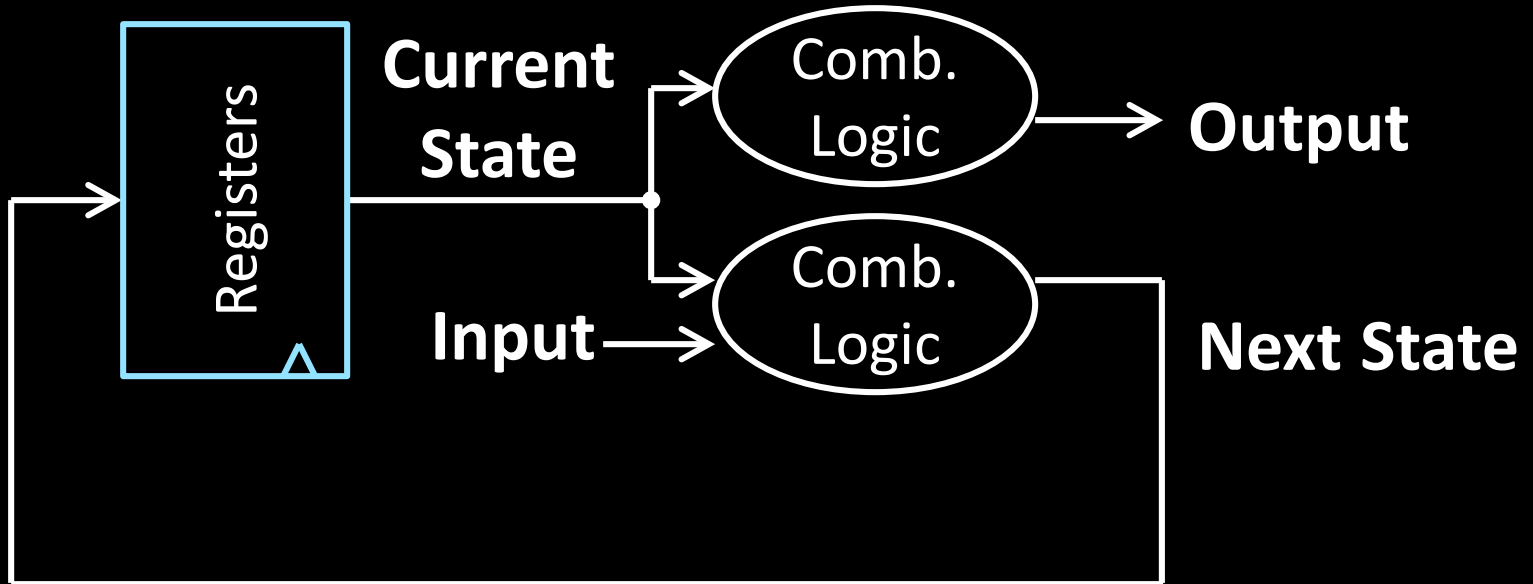 Registers
Current
State
Comb.
Logic
Output
Input
Comb.
Logic
Next State